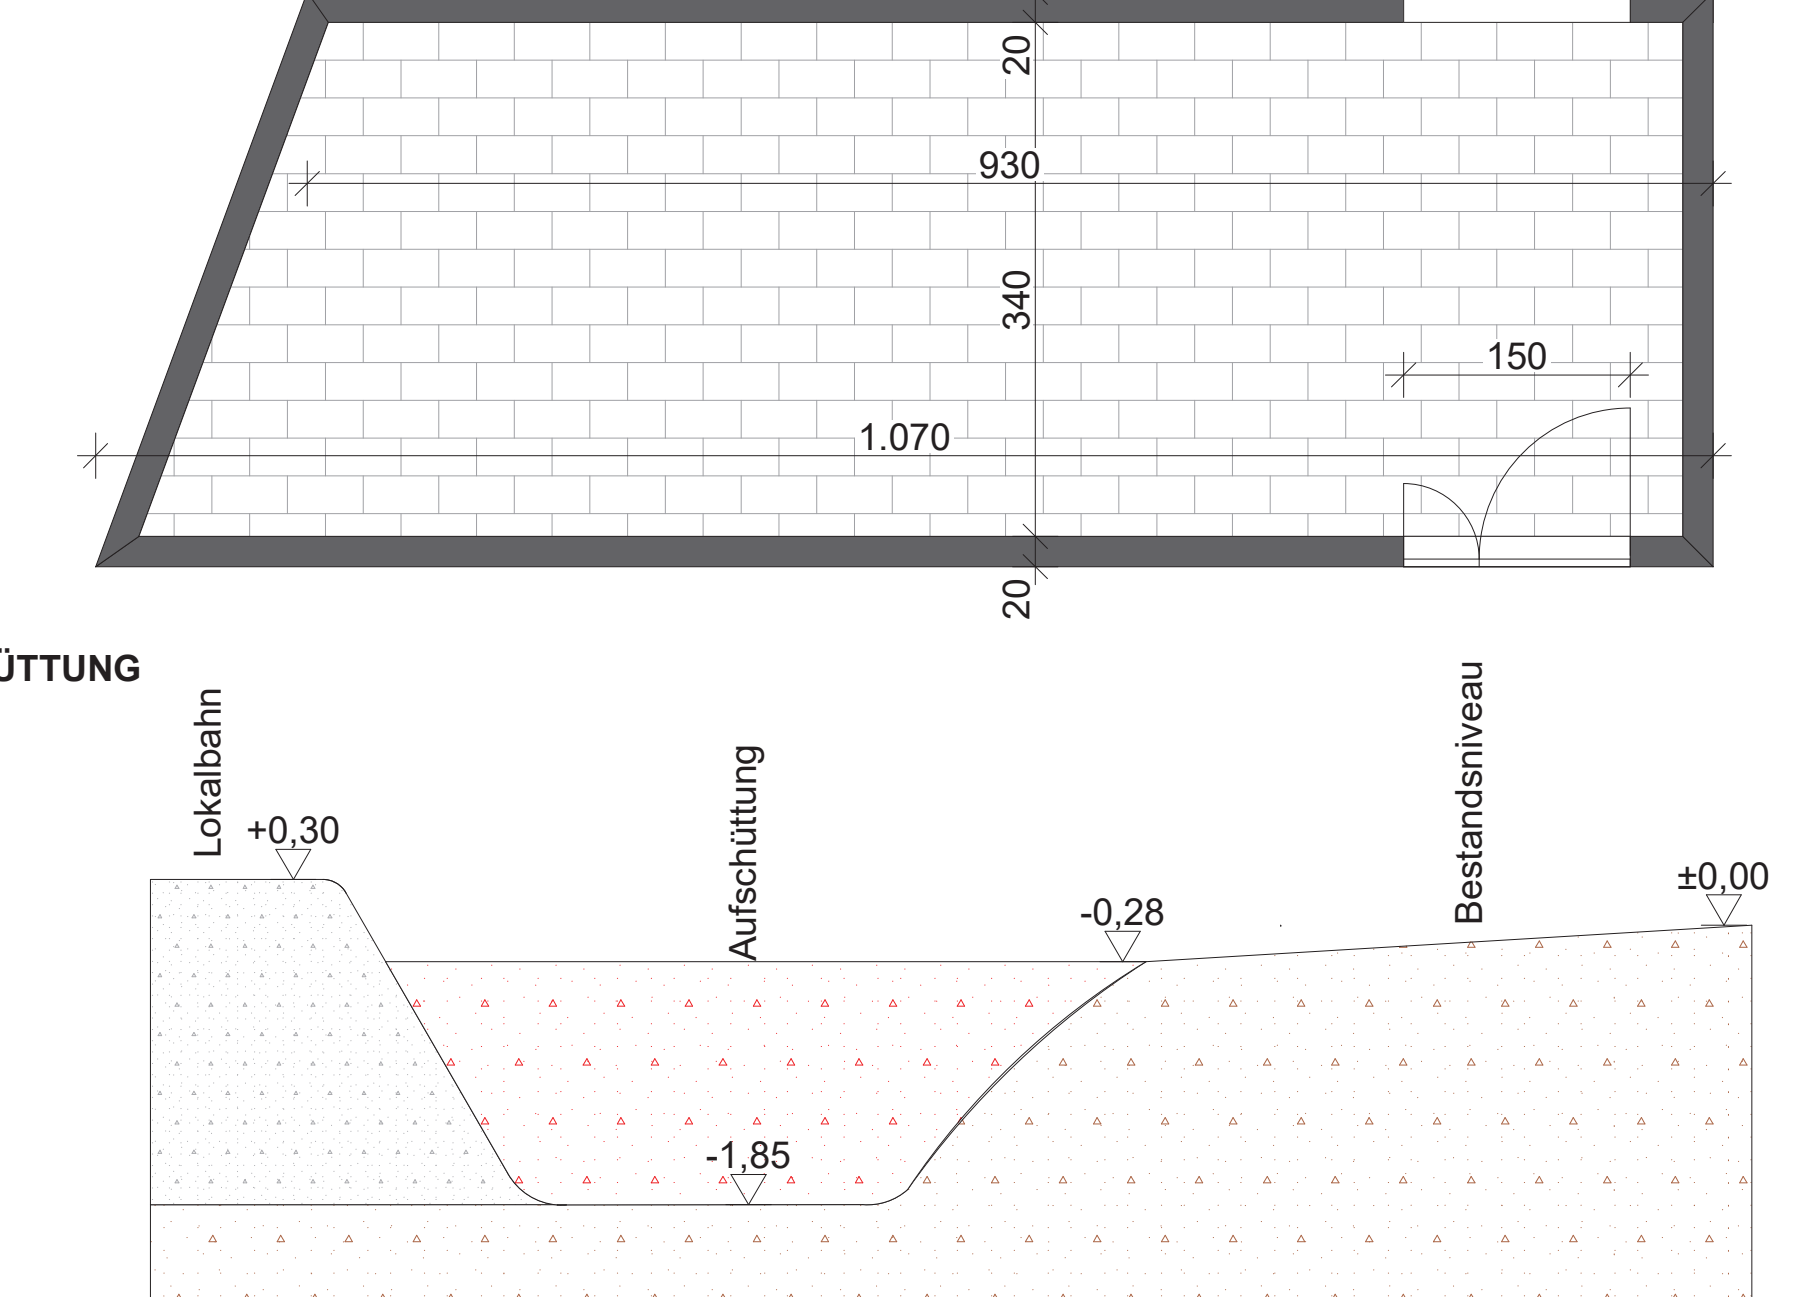 20
930
340
150
1.070
20
ÜTTUNG
Lokalbahn
+0,30
Aufschüttung
-0,28
Bestandsniveau
±0,00
-1,85